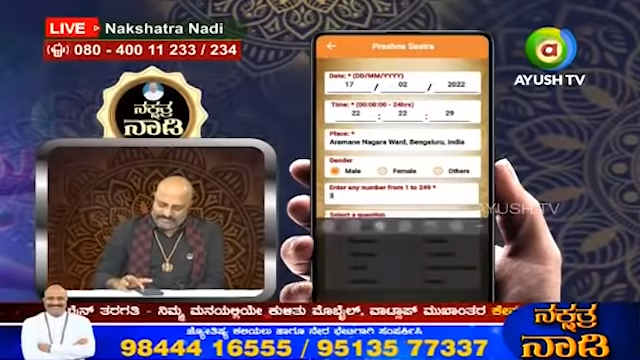 LIVE Nakshatra Nadi
080 - 400 11 233 / 234
ನಕ್ಷತ್ರ
ನಾಡಿ
Prashna Sastra
Date: * (DD/MM/YYYY)
17 / 02 / 2022
Time: * (00:00:00 - 24hrs)
22 : 22 : 29
Place: *
Aramane Nagara Ward, Bengaluru, India
Gender
Male Female Others
Enter any number from 1 to 249 *
3
Select a question
a
AYUSH TV
AYUSH TV
ತರಗತಿ - ನಿಮ್ಮ ಮನೆಯಲ್ಲಿಯೇ ಕುಳಿತು ಮೊಬೈಲ್, ವಾಟ್ಸಾಪ್ ಮುಖಾಂತರ
ಜ್ಯೋತಿಷ್ಯ ಕಲಿಯಲು ಹಾಗೂ ನೇರ ಭೇಟಿಗಾಗಿ ಸಂಪರ್ಕಿಸಿ
98444 16555 / 95135 77337
ನಕ್ಷತ್ರ
ನಾಡಿ